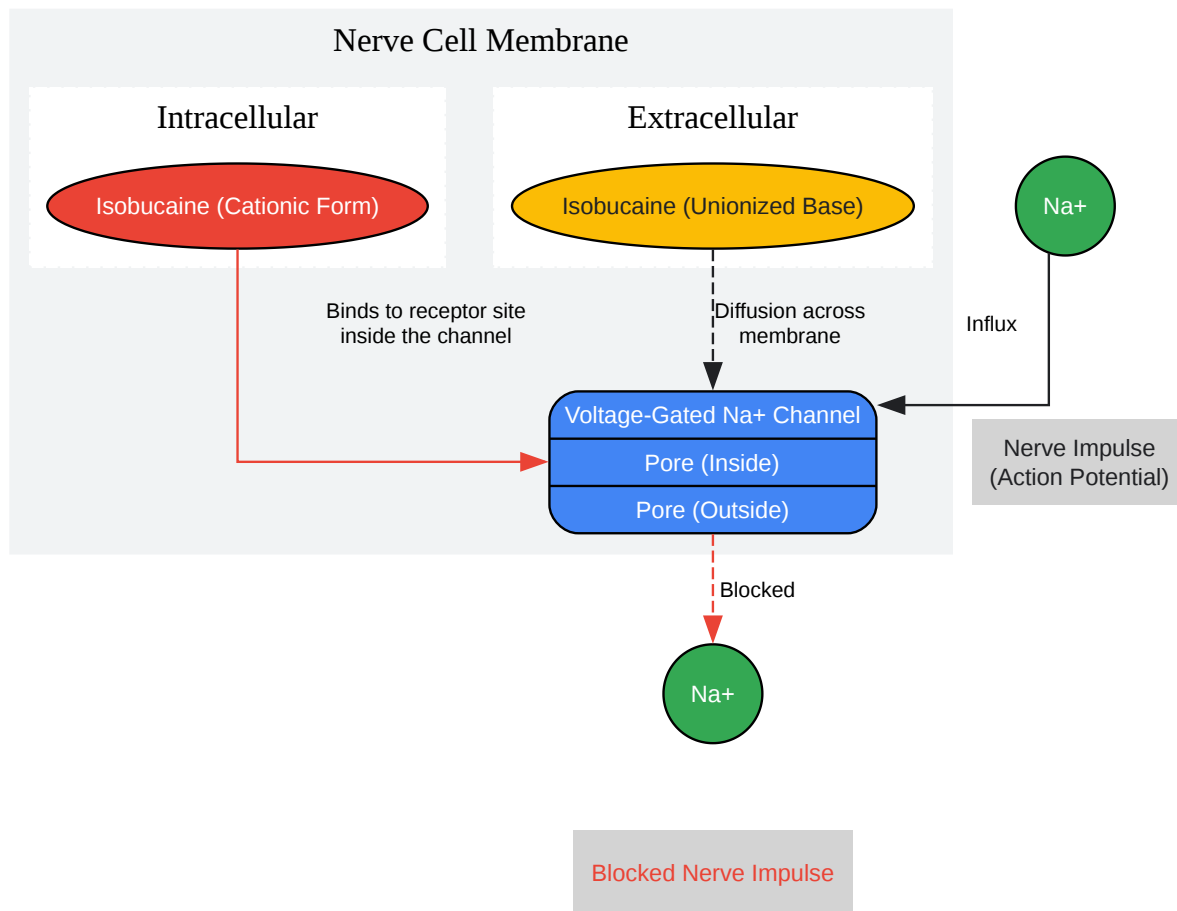 Nerve Cell Membrane
Intracellular
Extracellular
Isobucaine (Cationic Form)
Isobucaine (Unionized Base)
Na+
Binds to receptor site
inside the channel
Diffusion across
membrane
Influx
Voltage-Gated Na+ Channel
Pore (Inside)
Pore (Outside)
Nerve Impulse
(Action Potential)
Blocked
Na+
Blocked Nerve Impulse